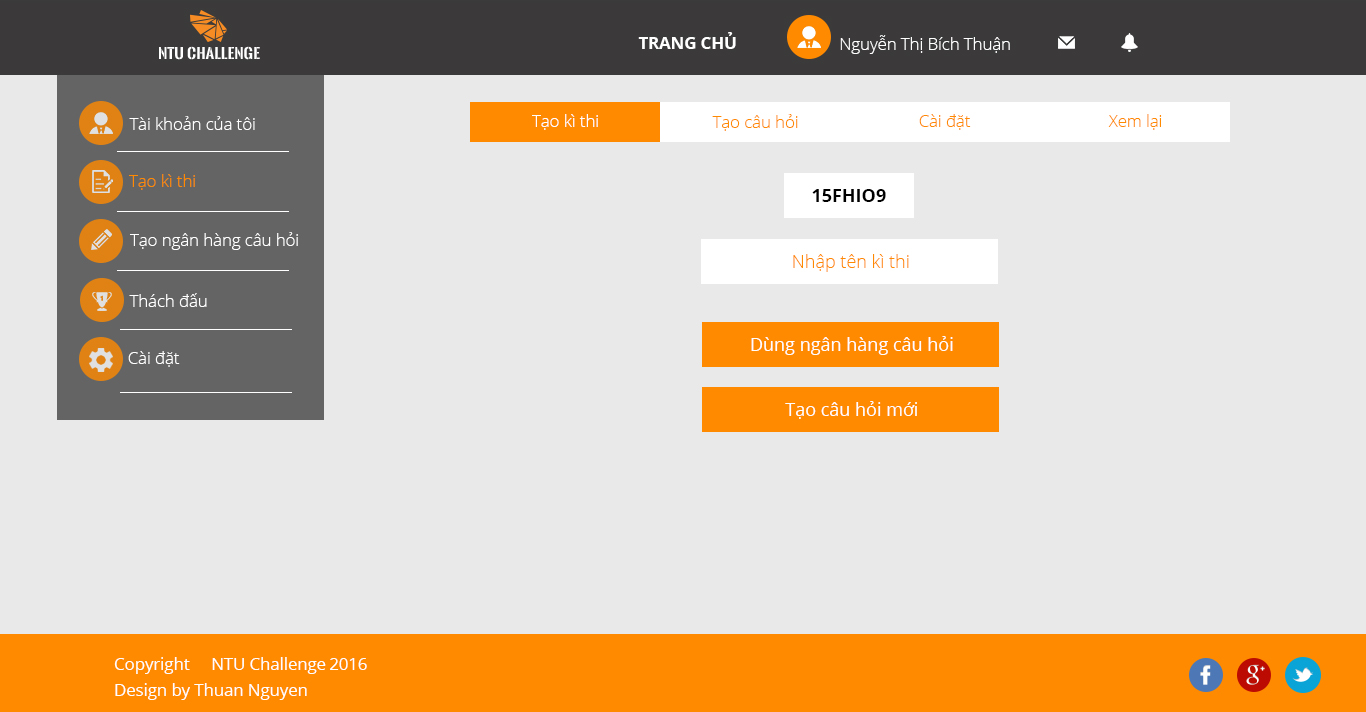 NTU CHALLENGE
TRANG CHỦ
Nguyễn Thị Bích Thuận
Tài khoản của tôi
Tạo kì thi
Tạo ngân hàng câu hỏi
Thách đấu
Cài đặt
Tạo kì thi
Tạo câu hỏi
Cài đặt
Xem lại
15FHIO9
Nhập tên kì thi
Dùng ngân hàng câu hỏi
Tạo câu hỏi mới
Copyright NTU Challenge 2016
Design by Thuan Nguyen